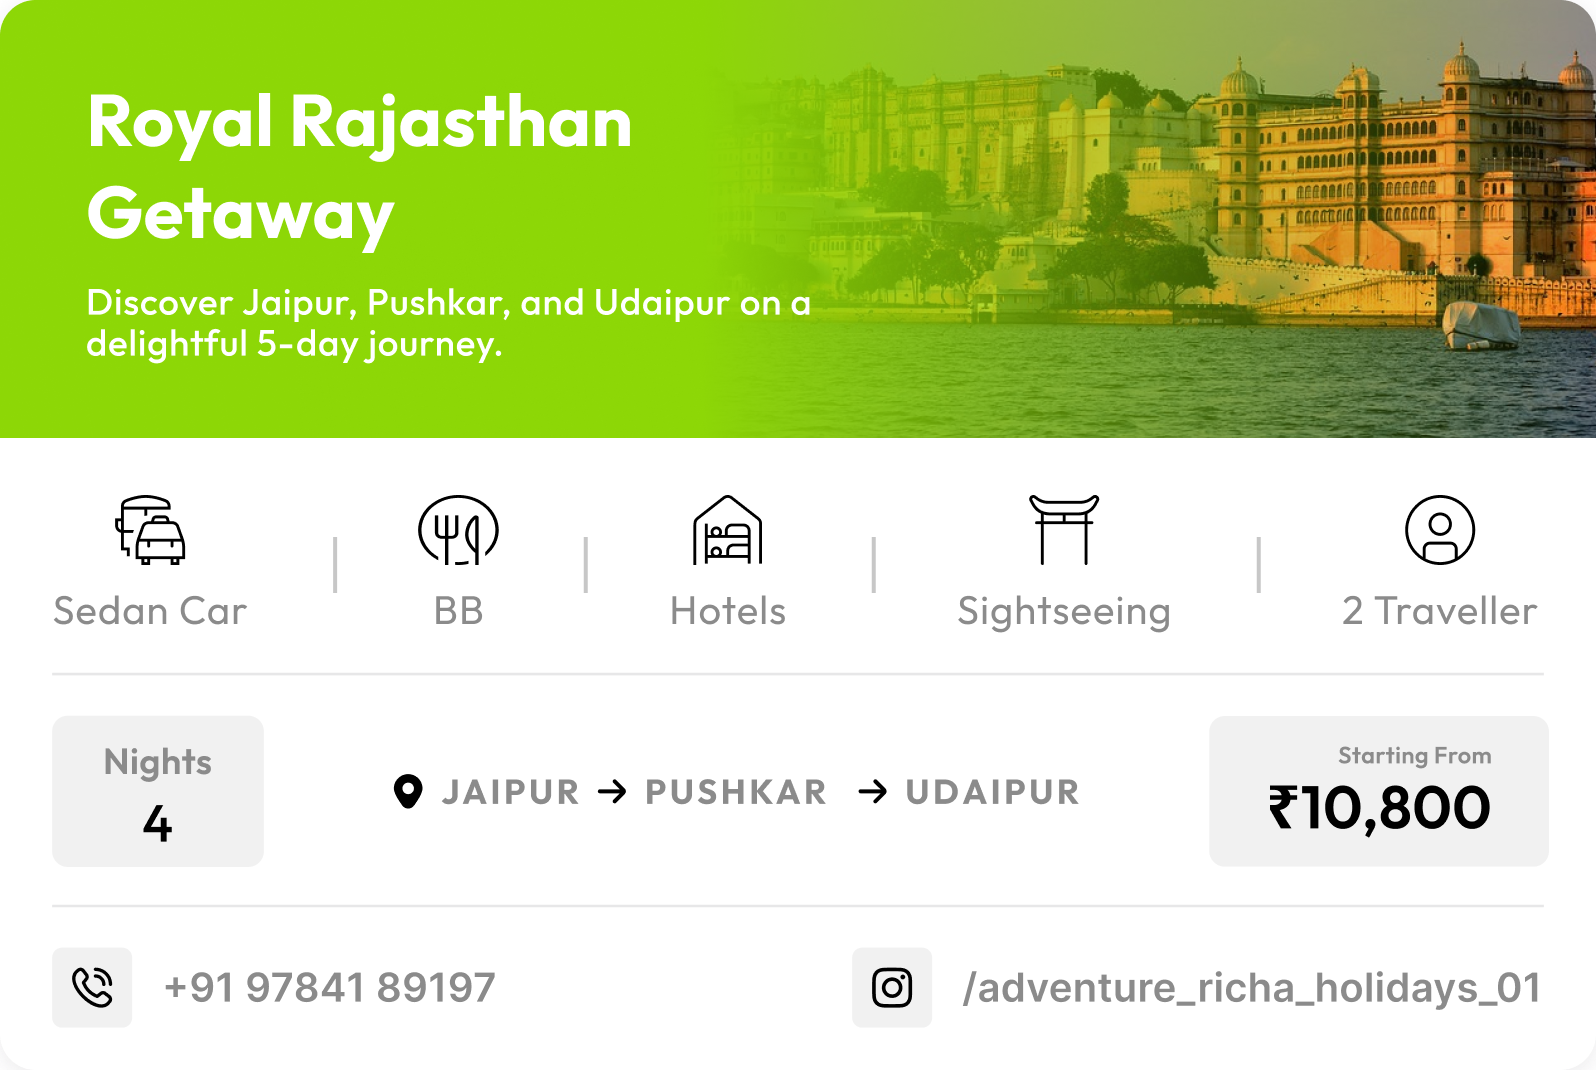 Royal Rajasthan
Getaway
Discover Jaipur, Pushkar, and Udaipur on a
delightful 5-day journey.
Sedan Car
BB
Hotels
Sightseeing
2 Traveller
Nights
4
JAIPUR → PUSHKAR → UDAIPUR
Starting From
₹10,800
+91 97841 89197
/adventure_richa_holidays_01